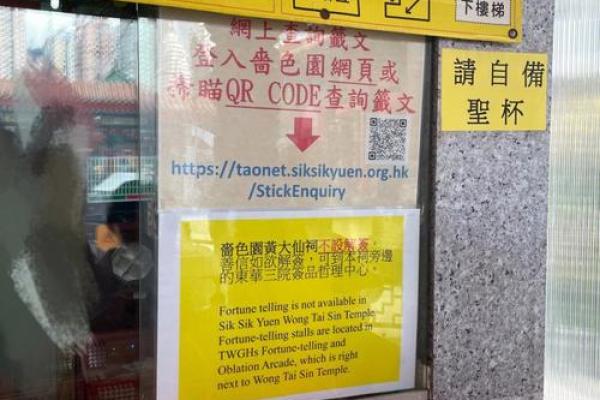 下樓梯
網上查詢籤文
登入嗇色園網頁或
請瞄QR CODE查詢籤文
https://taonet.siksikyuen.org.hk
/StickEnquiry
請自備
聖杯
嗇色園黃大仙祠不設解簽，
善信如欲解簽，可到本祠旁邊
的東華三院簽品哲理中心。
Fortune telling is not available in
Sik Sik Yuen Wong Tai Sin Temple
Fortune-telling stalls are located in
TWGHs Fortune-telling and
Oblation Arcade, which is right
next to Wong Tai Sin Temple.